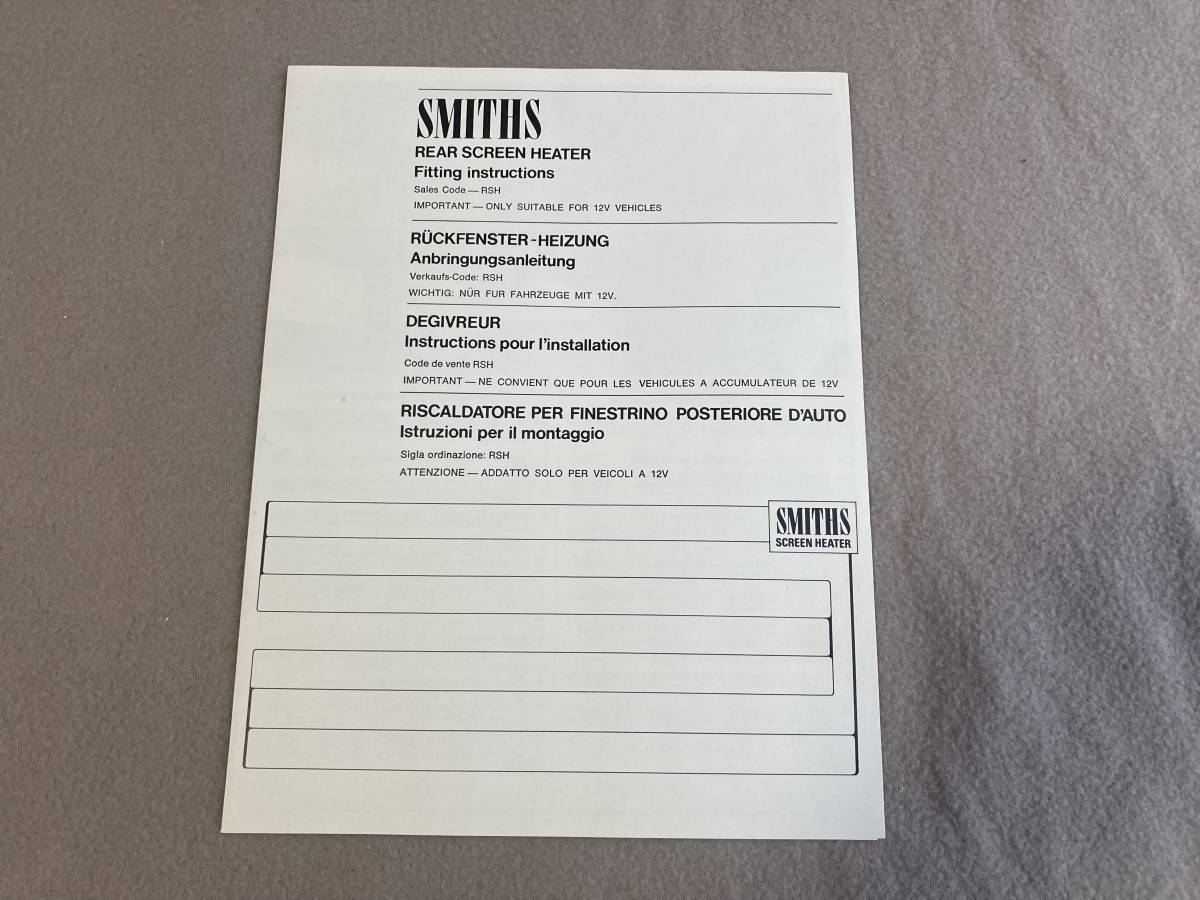 SMITHS
REAR SCREEN HEATER
Fitting instructions
Sales Code — RSH
IMPORTANT — ONLY SUITABLE FOR 12V VEHICLES
RÜCKFENSTER-HEIZUNG
Anbringungsanleitung
Verkaufs-Code: RSH
WICHTIG: NÜR FUR FAHRZEUGE MIT 12V.
DEGIVREUR
Instructions pour l'installation
Code de vente RSH
IMPORTANT — NE CONVIENT QUE POUR LES VEHICULES A ACCUMULATEUR DE 12V
RISCALDATORE PER FINESTRINO POSTERIORE D'AUTO
Istruzioni per il montaggio
Sigla ordinazione: RSH
ATTENZIONE — ADDATTO SOLO PER VEICOLI A 12V
SMITHS
SCREEN HEATER